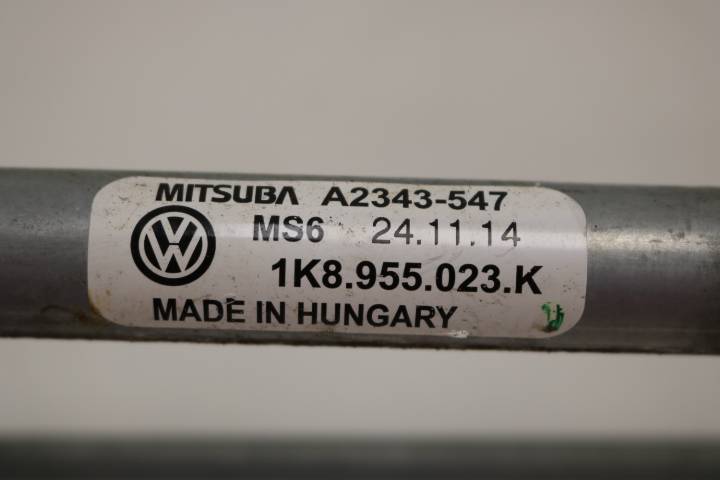 MITSUBA A2343-547
MS6 24.11.14
1K8.955.023.K
MADE IN HUNGARY